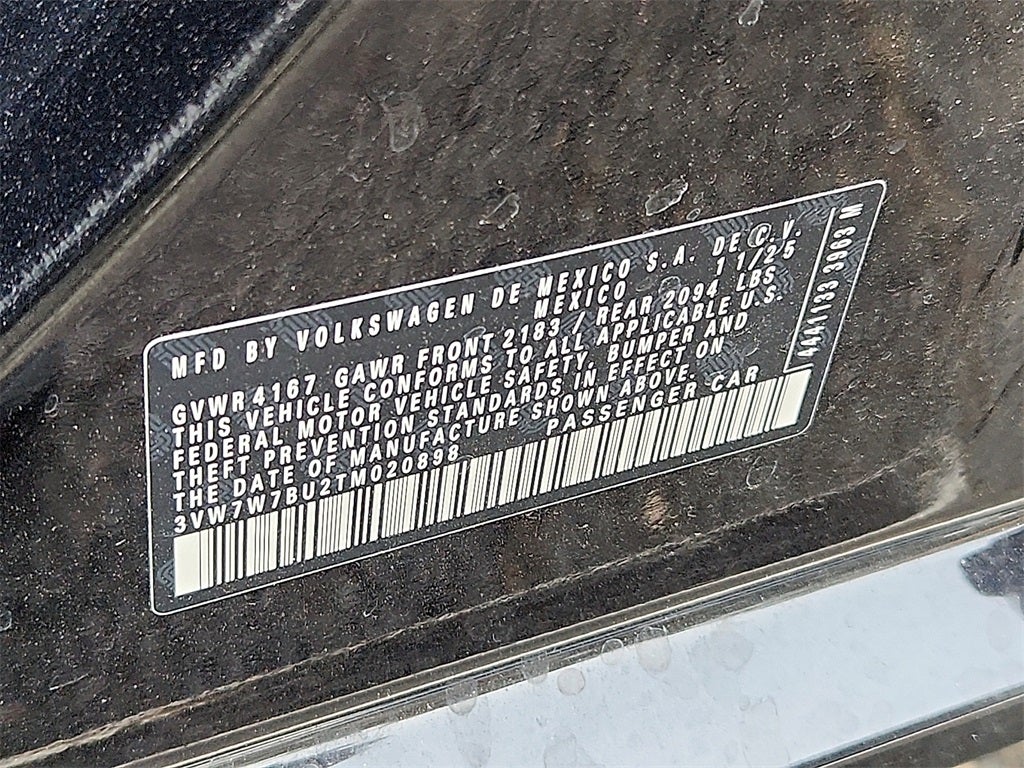 MFD BY VOLKSWAGEN DE MEXICO S.A. DE C.V.
MEXICO 11/25
GVWR 4167 GAWR FRONT 2183 / REAR 2094 LBS
THIS VEHICLE CONFORMS TO ALL APPLICABLE U.S.
FEDERAL MOTOR VEHICLE SAFETY, BUMPER AND
THEFT PREVENTION STANDARDS IN EFFECT ON
THE DATE OF MANUFACTURE SHOWN ABOVE.
3VW7W7BU2TM020898 PASSENGER CAR
4441133 3963 N